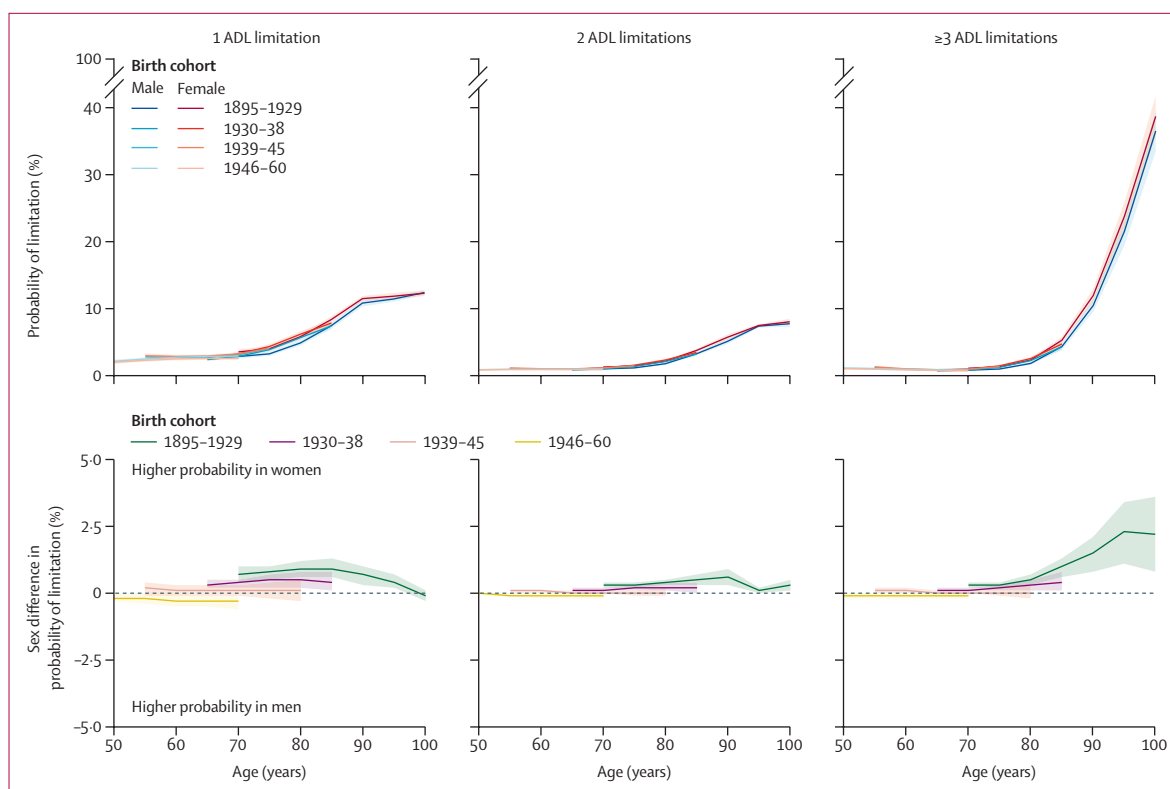 1 ADL limitation
2 ADL limitations
≥3 ADL limitations
Birth cohort
Male Female
1895–1929
1930–38
1939–45
1946–60
Probability of limitation (%)
100
40
30
20
10
0
Birth cohort
1895–1929 1930–38 1939–45 1946–60
Higher probability in women
Higher probability in men
Sex difference in
probability of limitation (%)
5·0
2·5
0
–2·5
–5·0
50 60 70 80 90 100
50 60 70 80 90 100
50 60 70 80 90 100
Age (years)
Age (years)
Age (years)